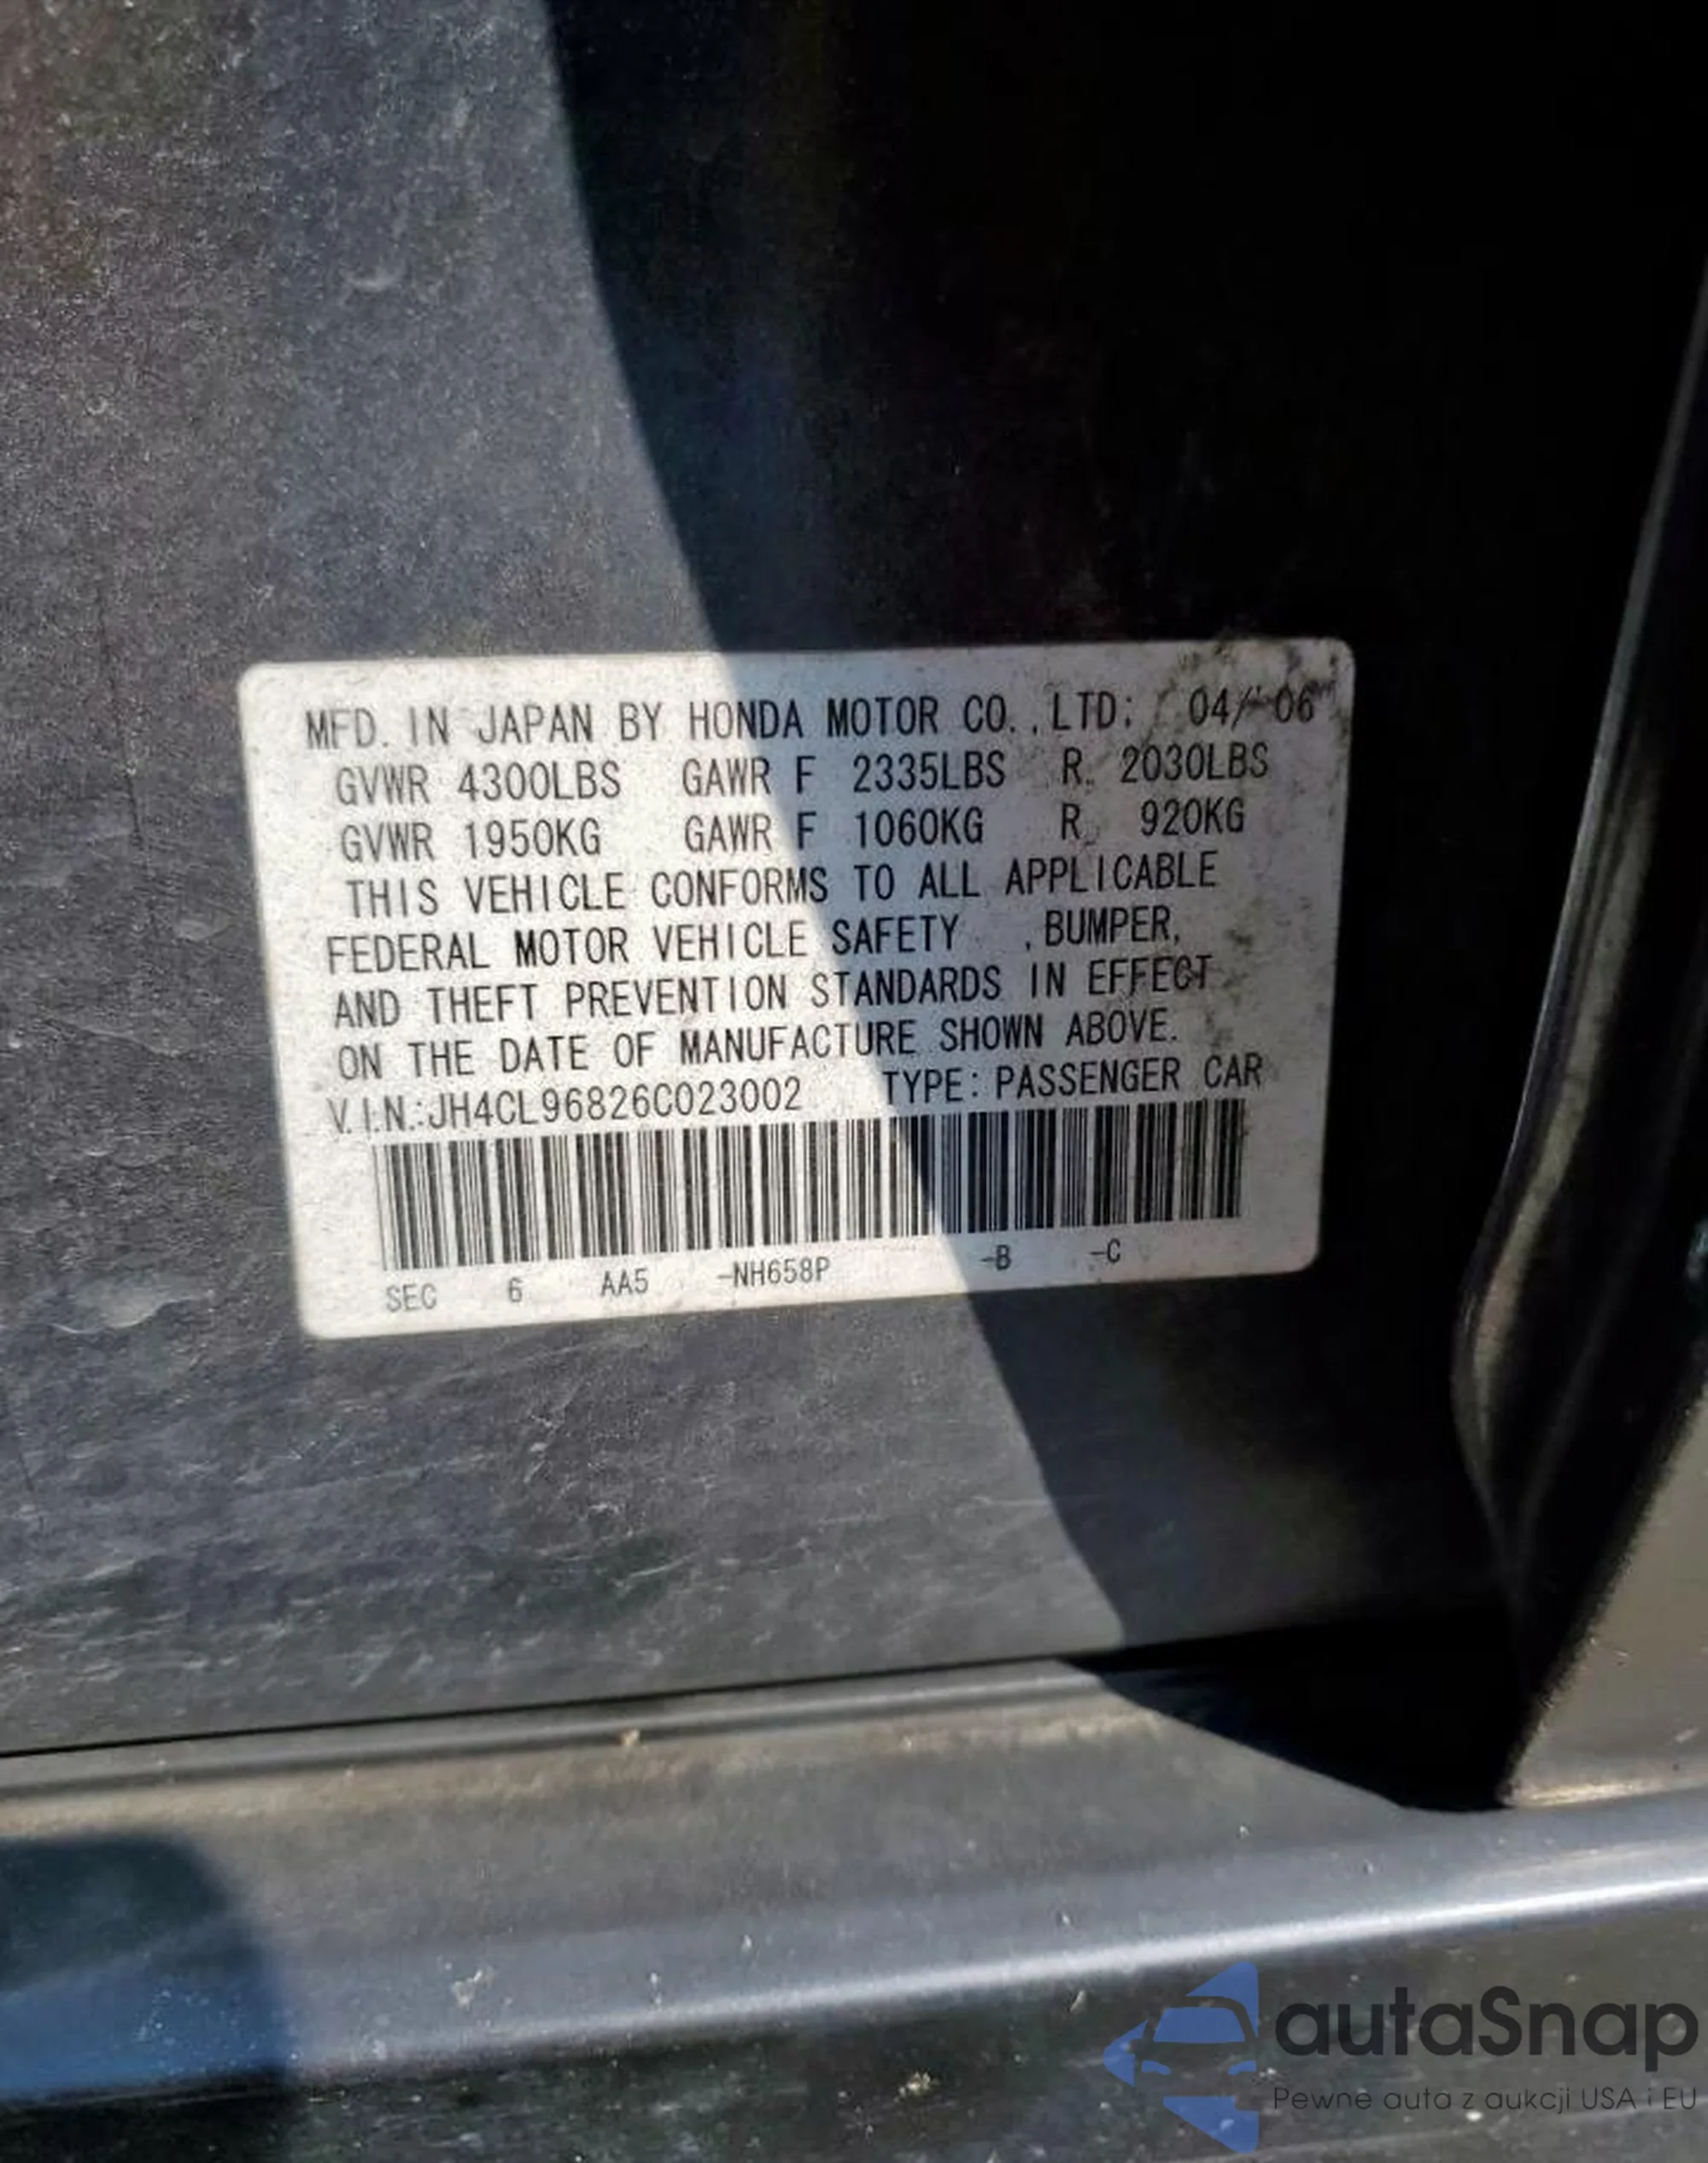 MFD. IN JAPAN BY HONDA MOTOR CO.,LTD; 04/ 06
GVWR 4300LBS GAWR F 2335LBS R. 2030LBS
GVWR 1950KG GAWR F 1060KG R 920KG
THIS VEHICLE CONFORMS TO ALL APPLICABLE
FEDERAL MOTOR VEHICLE SAFETY , BUMPER,
AND THEFT PREVENTION STANDARDS IN EFFECT
ON THE DATE OF MANUFACTURE SHOWN ABOVE.
V.I.N.:JH4CL96826C023002 TYPE: PASSENGER CAR
SEC 6 AA5 -NH658P -B -C
autaSnap
Pewne auta z aukcji USA i EU